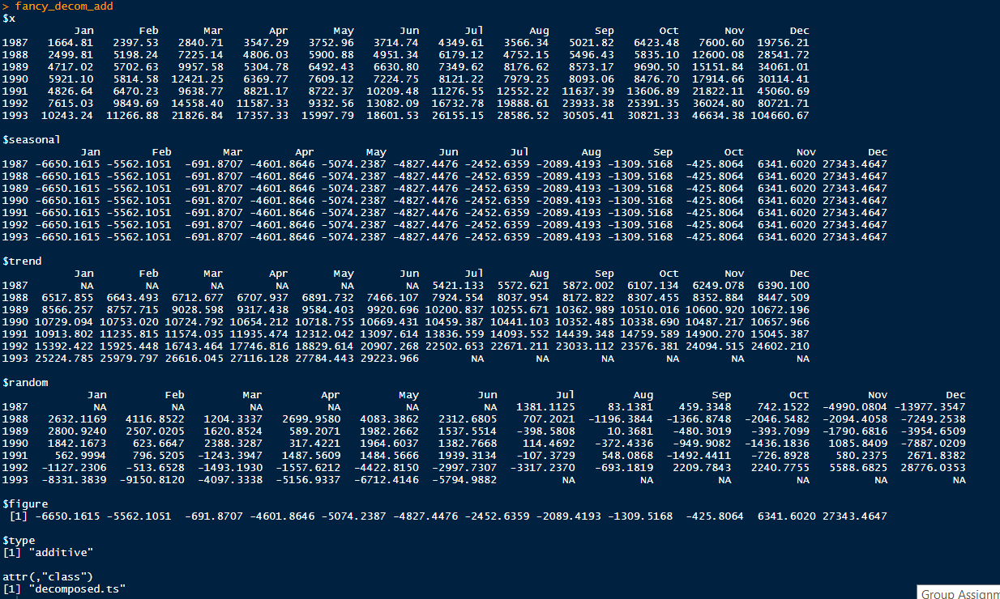 > fancy_decom_add
$x
Jan Feb Mar Apr May Jun Jul Aug Sep Oct Nov Dec
1987 1664.81 2397.53 2840.71 3547.29 3752.96 3714.74 4349.61 3566.34 5021.82 6423.48 7600.60 19756.21
1988 2499.81 5198.24 7225.14 4806.03 5900.88 4951.34 6179.12 4752.15 5496.43 5835.10 12600.08 28541.72
1989 4717.02 5702.63 9957.58 5304.78 6492.43 6630.80 7349.62 8176.62 8573.17 9690.50 15151.84 34061.01
1990 5921.10 5814.58 12421.25 6369.77 7609.12 7224.75 8121.22 7979.25 8093.06 8476.70 17914.66 30114.41
1991 4826.64 6470.23 9638.77 8821.17 8722.37 10209.48 11276.55 12552.22 11637.39 13606.89 21822.11 45060.69
1992 7615.03 9849.69 14558.40 11587.33 9332.56 13082.09 16732.78 19888.61 23933.38 25391.35 36024.80 80721.71
1993 10243.24 11266.88 21826.84 17357.33 15997.79 18601.53 26155.15 28586.52 30505.41 30821.33 46634.38 104660.67
$seasonal
Jan Feb Mar Apr May Jun Jul Aug Sep Oct Nov Dec
1987 -6650.1615 -5562.1051 -691.8707 -4601.8646 -5074.2387 -4827.4476 -2452.6359 -2089.4193 -1309.5168 -425.8064 6341.6020 27343.4647
1988 -6650.1615 -5562.1051 -691.8707 -4601.8646 -5074.2387 -4827.4476 -2452.6359 -2089.4193 -1309.5168 -425.8064 6341.6020 27343.4647
1989 -6650.1615 -5562.1051 -691.8707 -4601.8646 -5074.2387 -4827.4476 -2452.6359 -2089.4193 -1309.5168 -425.8064 6341.6020 27343.4647
1990 -6650.1615 -5562.1051 -691.8707 -4601.8646 -5074.2387 -4827.4476 -2452.6359 -2089.4193 -1309.5168 -425.8064 6341.6020 27343.4647
1991 -6650.1615 -5562.1051 -691.8707 -4601.8646 -5074.2387 -4827.4476 -2452.6359 -2089.4193 -1309.5168 -425.8064 6341.6020 27343.4647
1992 -6650.1615 -5562.1051 -691.8707 -4601.8646 -5074.2387 -4827.4476 -2452.6359 -2089.4193 -1309.5168 -425.8064 6341.6020 27343.4647
1993 -6650.1615 -5562.1051 -691.8707 -4601.8646 -5074.2387 -4827.4476 -2452.6359 -2089.4193 -1309.5168 -425.8064 6341.6020 27343.4647
$trend
Jan Feb Mar Apr May Jun Jul Aug Sep Oct Nov Dec
1987 NA NA NA NA NA NA 5421.133 5572.621 5872.002 6107.134 6249.078 6390.100
1988 6517.855 6643.493 6712.677 6707.937 6891.732 7466.107 7924.554 8037.954 8172.822 8307.455 8352.884 8447.509
1989 8566.257 8757.715 9028.598 9317.438 9584.403 9920.696 10200.837 10255.671 10362.989 10510.016 10600.920 10672.196
1990 10729.094 10753.020 10724.792 10654.212 10718.755 10669.431 10459.387 10441.103 10352.485 10338.690 10487.217 10657.966
1991 10913.802 11235.815 11574.035 11935.474 12312.042 13097.614 13836.559 14093.552 14439.348 14759.589 14900.270 15045.387
1992 15392.422 15925.448 16743.464 17746.816 18829.614 20907.268 22502.653 22671.211 23033.112 23576.381 24094.515 24602.210
1993 25224.785 25979.797 26616.045 27116.128 27784.443 29223.966 NA NA NA NA NA NA
$random
Jan Feb Mar Apr May Jun Jul Aug Sep Oct Nov Dec
1987 NA NA NA NA NA NA 1381.1125 83.1381 459.3348 742.1522 -4990.0804 -13977.3547
1988 2632.1169 4116.8522 1204.3337 2699.9580 4083.3862 2312.6805 707.2021 -1196.3844 -1366.8748 -2046.5482 -2094.4058 -7249.2538
1989 2800.9240 2507.0205 1620.8524 589.2071 1982.2662 1537.5514 -398.5808 10.3681 -480.3019 -393.7099 -1790.6816 -3954.6509
1990 1842.1673 623.6647 2388.3287 317.4221 1964.6037 1382.7668 114.4692 -372.4336 -949.9082 -1436.1836 1085.8409 -7887.0209
1991 562.9994 796.5205 -1243.3947 1487.5609 1484.5666 1939.3134 -107.3729 548.0868 -1492.4411 -726.8928 580.2375 2671.8382
1992 -1127.2306 -513.6528 -1493.1930 -1557.6212 -4422.8150 -2997.7307 -3317.2370 -693.1819 2209.7843 2240.7755 5588.6825 28776.0353
1993 -8331.3839 -9150.8120 -4097.3338 -5156.9337 -6712.4146 -5794.9882 NA NA NA NA NA NA
$figure
[1] -6650.1615 -5562.1051 -691.8707 -4601.8646 -5074.2387 -4827.4476 -2452.6359 -2089.4193 -1309.5168 -425.8064 6341.6020 27343.4647
$type
[1] "additive"
attr(,"class")
[1] "decomposed.ts"
Group